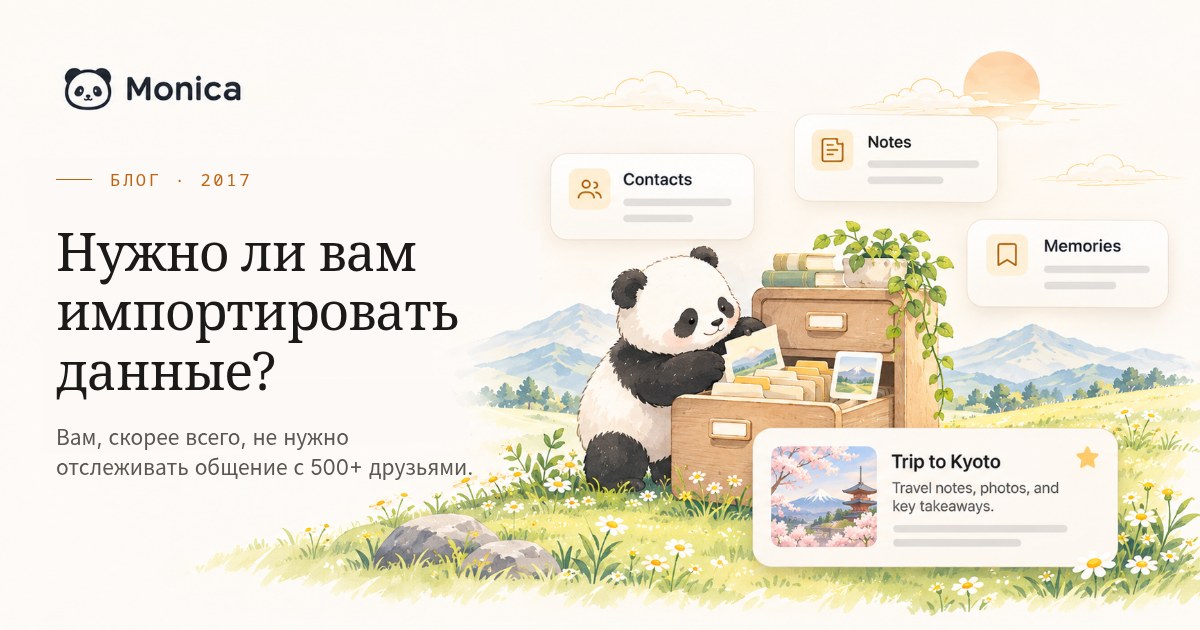 Monica
БЛОГ · 2017
Нужно ли вам
импортировать
данные?
Вам, скорее всего, не нужно
отслеживать общение с 500+ друзьями.
Contacts
Notes
Memories
Trip to Kyoto
Travel notes, photos, and
key takeaways.